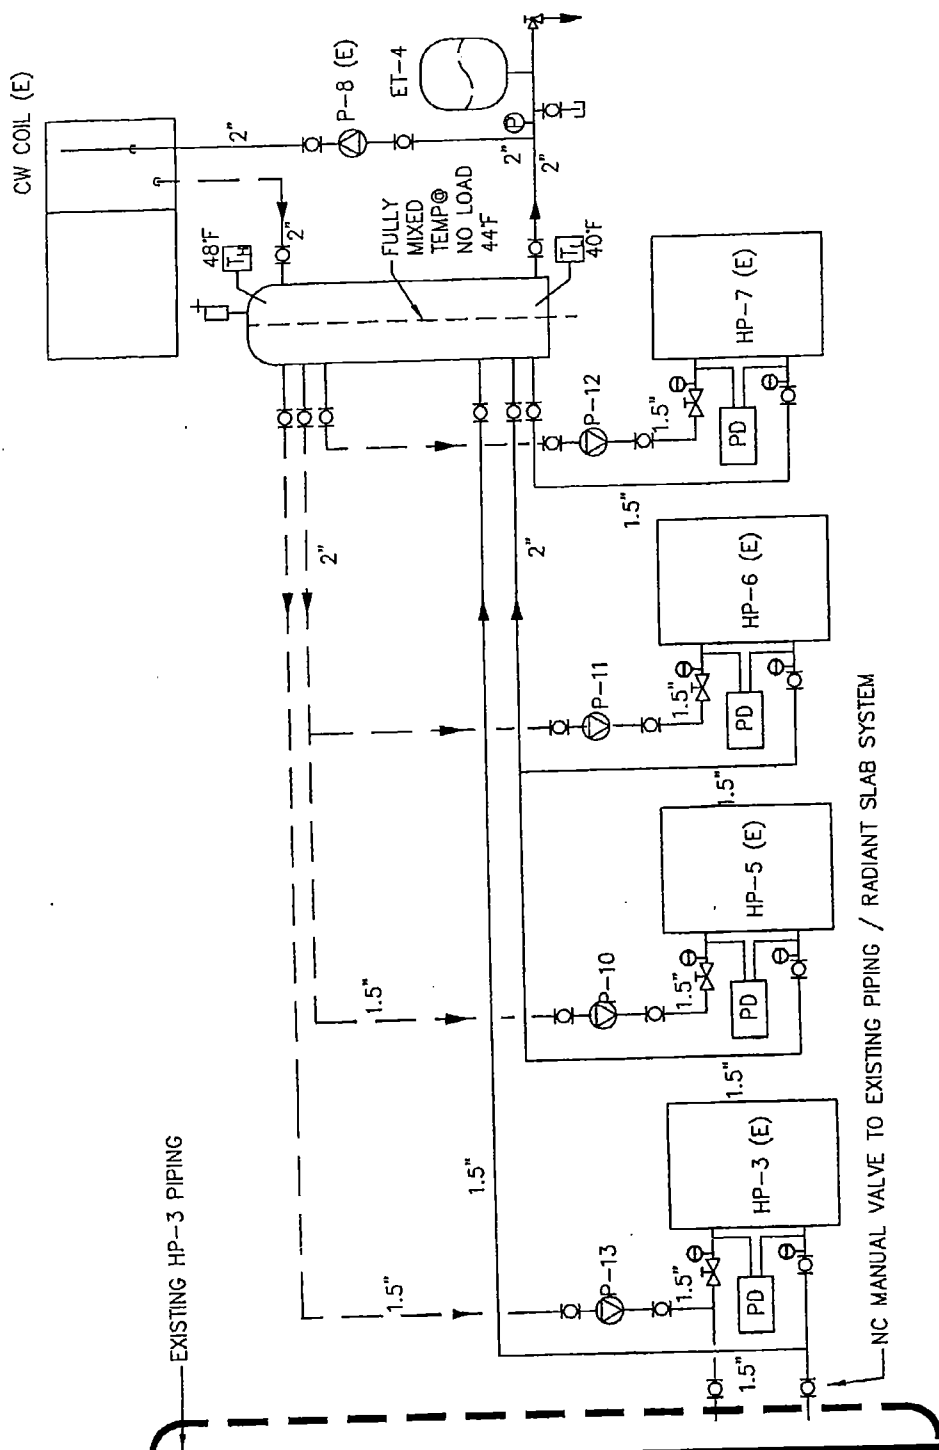 CW COIL (E)
2"
P-8 (E)
ET-4
P
2"
2"
48°F
TH
2"
FULLY
MIXED
TEMP@
NO LOAD
44°F
TL
40°F
HP-7 (E)
P-12
1.5"
PD
1.5"
2"
2"
HP-6 (E)
P-11
1.5"
PD
1.5"
HP-5 (E)
P-10
1.5"
1.5"
PD
1.5"
HP-3 (E)
P-13
1.5"
1.5"
1.5"
PD
1.5"
EXISTING HP-3 PIPING
NC MANUAL VALVE TO EXISTING PIPING / RADIANT SLAB SYSTEM